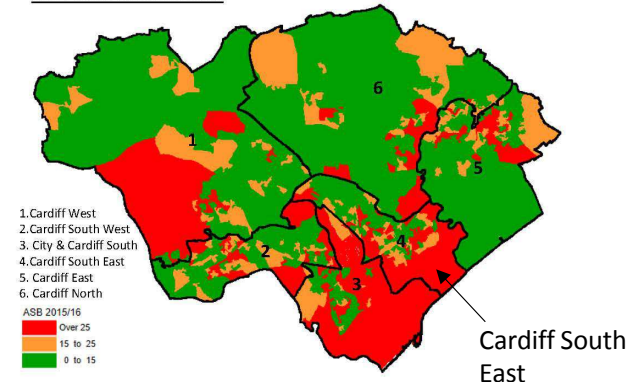 6
1
5
1.Cardiff West
2.Cardiff South West
3. City & Cardiff South
4.Cardiff South East
5. Cardiff East
6. Cardiff North
4
2
3
ASB 2015/16
Over 25
15 to 25
0 to 15
Cardiff South
East